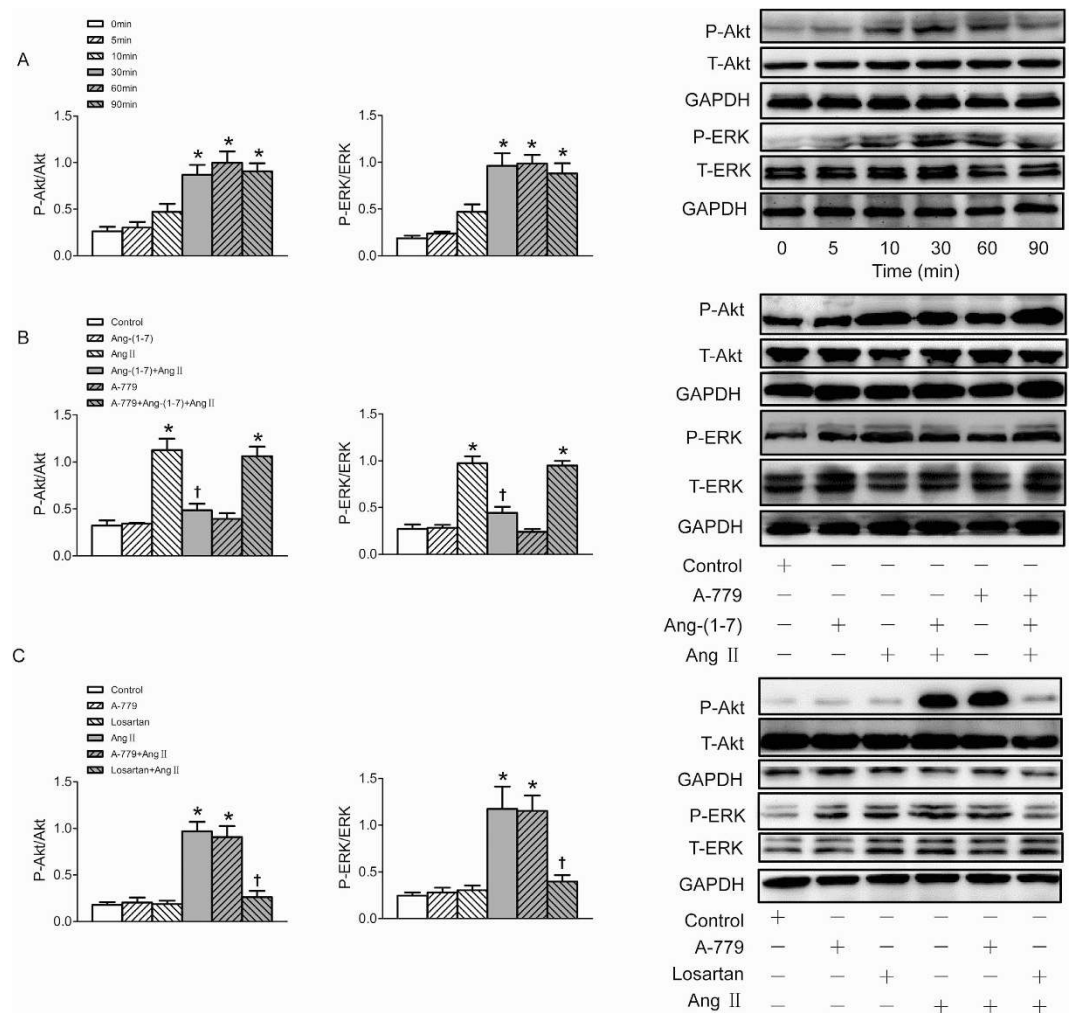 A
0min
5min
10min
30min
60min
90min
P-Akt/Akt
1.5
1.0
0.5
0.0
* * *
P-ERK/ERK
1.5
1.0
0.5
0.0
* * *
P-Akt
T-Akt
GAPDH
P-ERK
T-ERK
GAPDH
0 5 10 30 60 90
Time (min)
B
Control
Ang-(1-7)
Ang Ⅱ
Ang-(1-7)+Ang Ⅱ
A-779
A-779+Ang-(1-7)+Ang Ⅱ
P-Akt/Akt
1.5
1.0
0.5
0.0
* † *
P-ERK/ERK
1.5
1.0
0.5
0.0
* † *
P-Akt
T-Akt
GAPDH
P-ERK
T-ERK
GAPDH
Control + − − − − −
A-779 − − − − + +
Ang-(1-7) − + − + − +
Ang Ⅱ − − + + − +
C
Control
A-779
Losartan
Ang Ⅱ
A-779+Ang Ⅱ
Losartan+Ang Ⅱ
P-Akt/Akt
1.5
1.0
0.5
0.0
* * †
P-ERK/ERK
1.5
1.0
0.5
0.0
* * †
P-Akt
T-Akt
GAPDH
P-ERK
T-ERK
GAPDH
Control + − − − − −
A-779 − + − − + −
Losartan − − + − − +
Ang Ⅱ − − − + + +